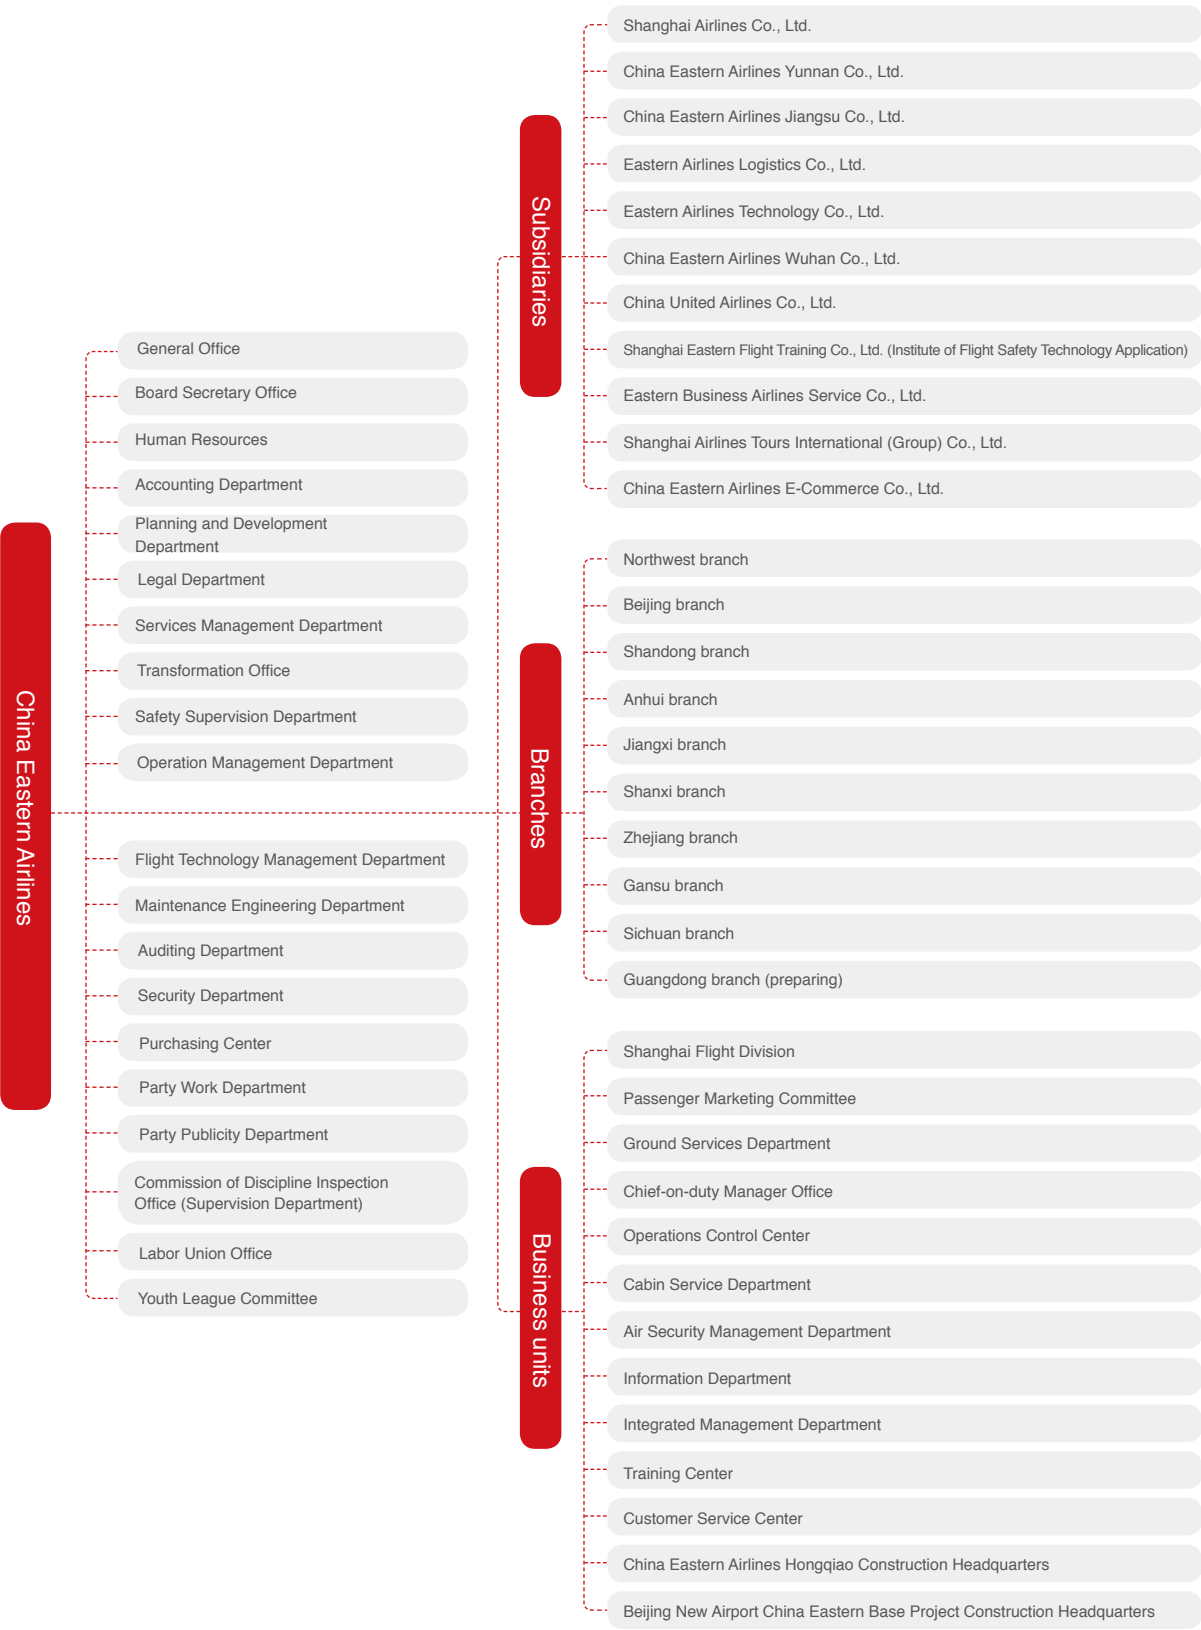 China Eastern Airlines
General Office
Board Secretary Office
Human Resources
Accounting Department
Planning and Development
Department
Legal Department
Services Management Department
Transformation Office
Safety Supervision Department
Operation Management Department
Flight Technology Management Department
Maintenance Engineering Department
Auditing Department
Security Department
Purchasing Center
Party Work Department
Party Publicity Department
Commission of Discipline Inspection
Office (Supervision Department)
Labor Union Office
Youth League Committee
Subsidiaries
Shanghai Airlines Co., Ltd.
China Eastern Airlines Yunnan Co., Ltd.
China Eastern Airlines Jiangsu Co., Ltd.
Eastern Airlines Logistics Co., Ltd.
Eastern Airlines Technology Co., Ltd.
China Eastern Airlines Wuhan Co., Ltd.
China United Airlines Co., Ltd.
Shanghai Eastern Flight Training Co., Ltd. (Institute of Flight Safety Technology Application)
Eastern Business Airlines Service Co., Ltd.
Shanghai Airlines Tours International (Group) Co., Ltd.
China Eastern Airlines E-Commerce Co., Ltd.
Branches
Northwest branch
Beijing branch
Shandong branch
Anhui branch
Jiangxi branch
Shanxi branch
Zhejiang branch
Gansu branch
Sichuan branch
Guangdong branch (preparing)
Business units
Shanghai Flight Division
Passenger Marketing Committee
Ground Services Department
Chief-on-duty Manager Office
Operations Control Center
Cabin Service Department
Air Security Management Department
Information Department
Integrated Management Department
Training Center
Customer Service Center
China Eastern Airlines Hongqiao Construction Headquarters
Beijing New Airport China Eastern Base Project Construction Headquarters